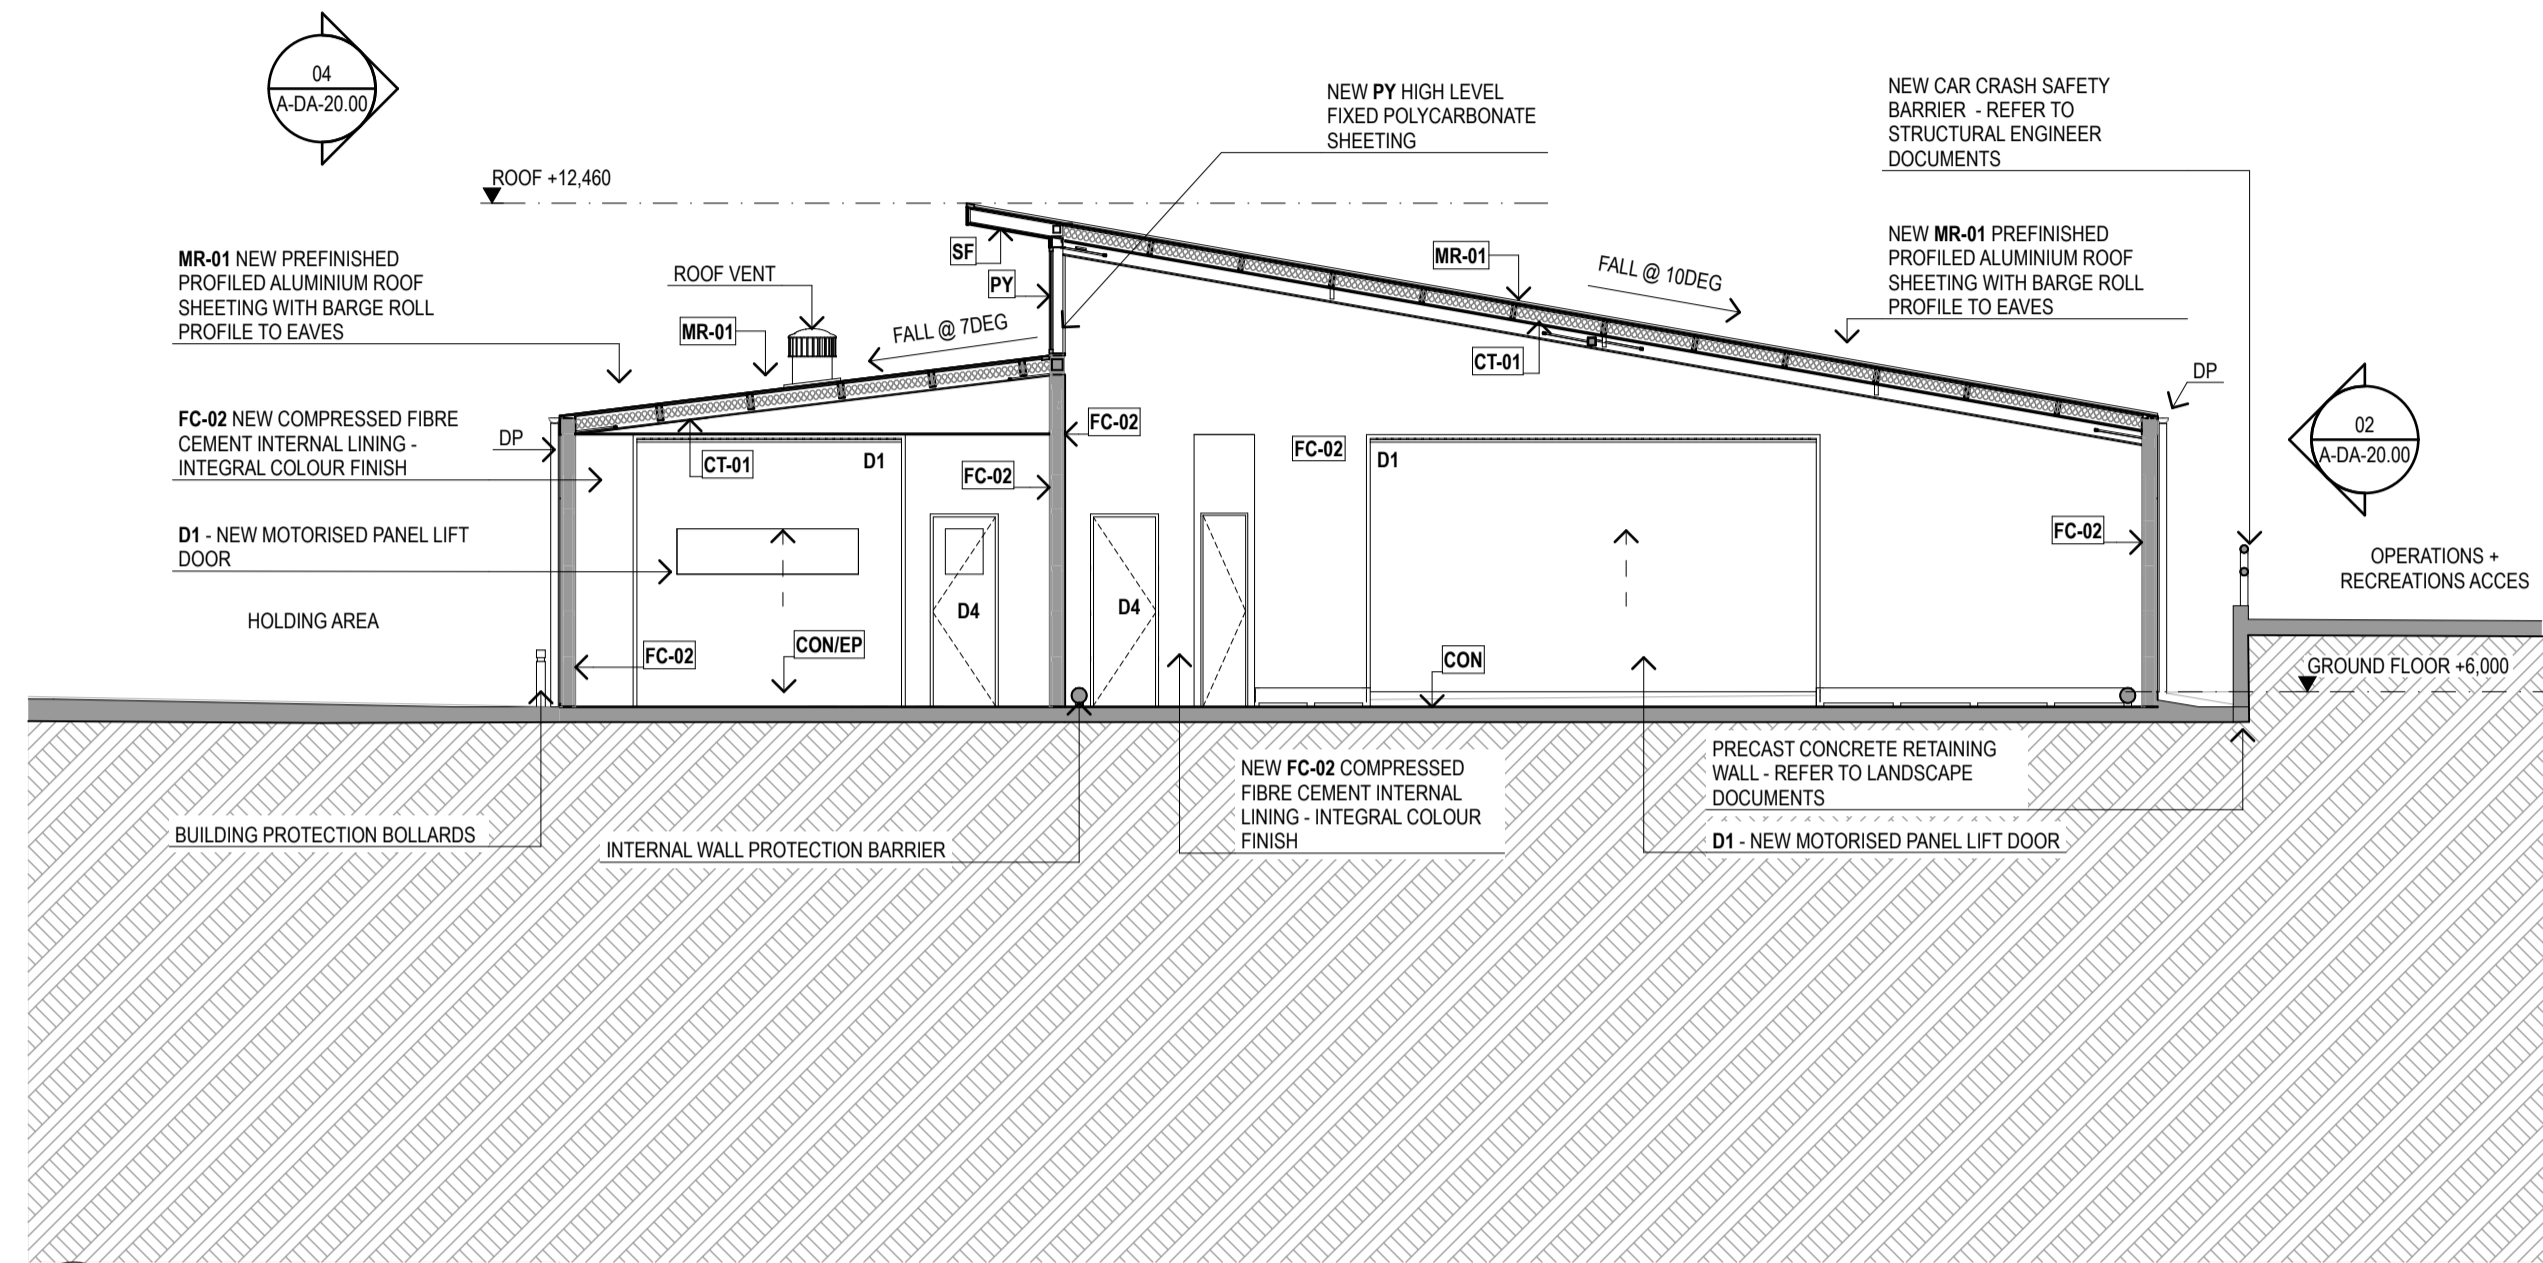 04
A-DA-20.00
NEW PY HIGH LEVEL
FIXED POLYCARBONATE
SHEETING
NEW CAR CRASH SAFETY
BARRIER - REFER TO
STRUCTURAL ENGINEER
DOCUMENTS
ROOF +12,460
MR-01 NEW PREFINISHED
PROFILED ALUMINIUM ROOF
SHEETING WITH BARGE ROLL
PROFILE TO EAVES
ROOF VENT
SF
PY
MR-01
FALL @ 10DEG
NEW MR-01 PREFINISHED
PROFILED ALUMINIUM ROOF
SHEETING WITH BARGE ROLL
PROFILE TO EAVES
MR-01
FALL @ 7DEG
CT-01
DP
FC-02 NEW COMPRESSED FIBRE
CEMENT INTERNAL LINING -
INTEGRAL COLOUR FINISH
DP
CT-01
D1
FC-02
FC-02
FC-02
D1
02
A-DA-20.00
D1 - NEW MOTORISED PANEL LIFT
DOOR
FC-02
OPERATIONS +
RECREATIONS ACCES
HOLDING AREA
D4
D4
FC-02
CON/EP
CON
GROUND FLOOR +6,000
BUILDING PROTECTION BOLLARDS
INTERNAL WALL PROTECTION BARRIER
NEW FC-02 COMPRESSED
FIBRE CEMENT INTERNAL
LINING - INTEGRAL COLOUR
FINISH
PRECAST CONCRETE RETAINING
WALL - REFER TO LANDSCAPE
DOCUMENTS
D1 - NEW MOTORISED PANEL LIFT DOOR